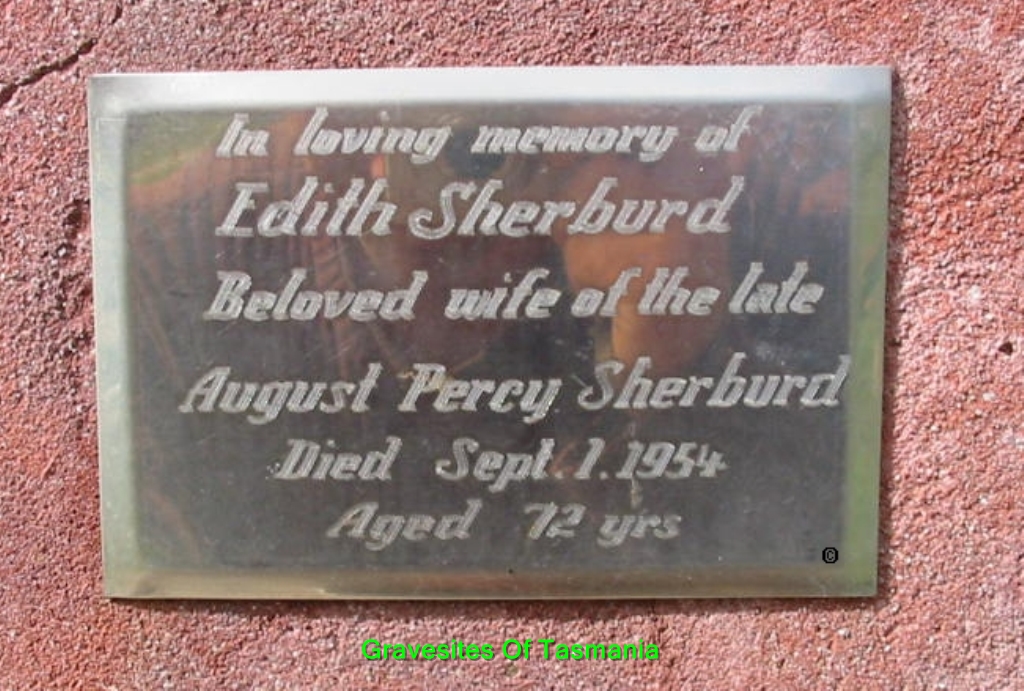 In loving memory of
Edith Sherburd
Beloved wife of the late
August Percy Sherburd
Died Sept. 1. 1954
Aged 72 yrs
©
Gravesites Of Tasmania